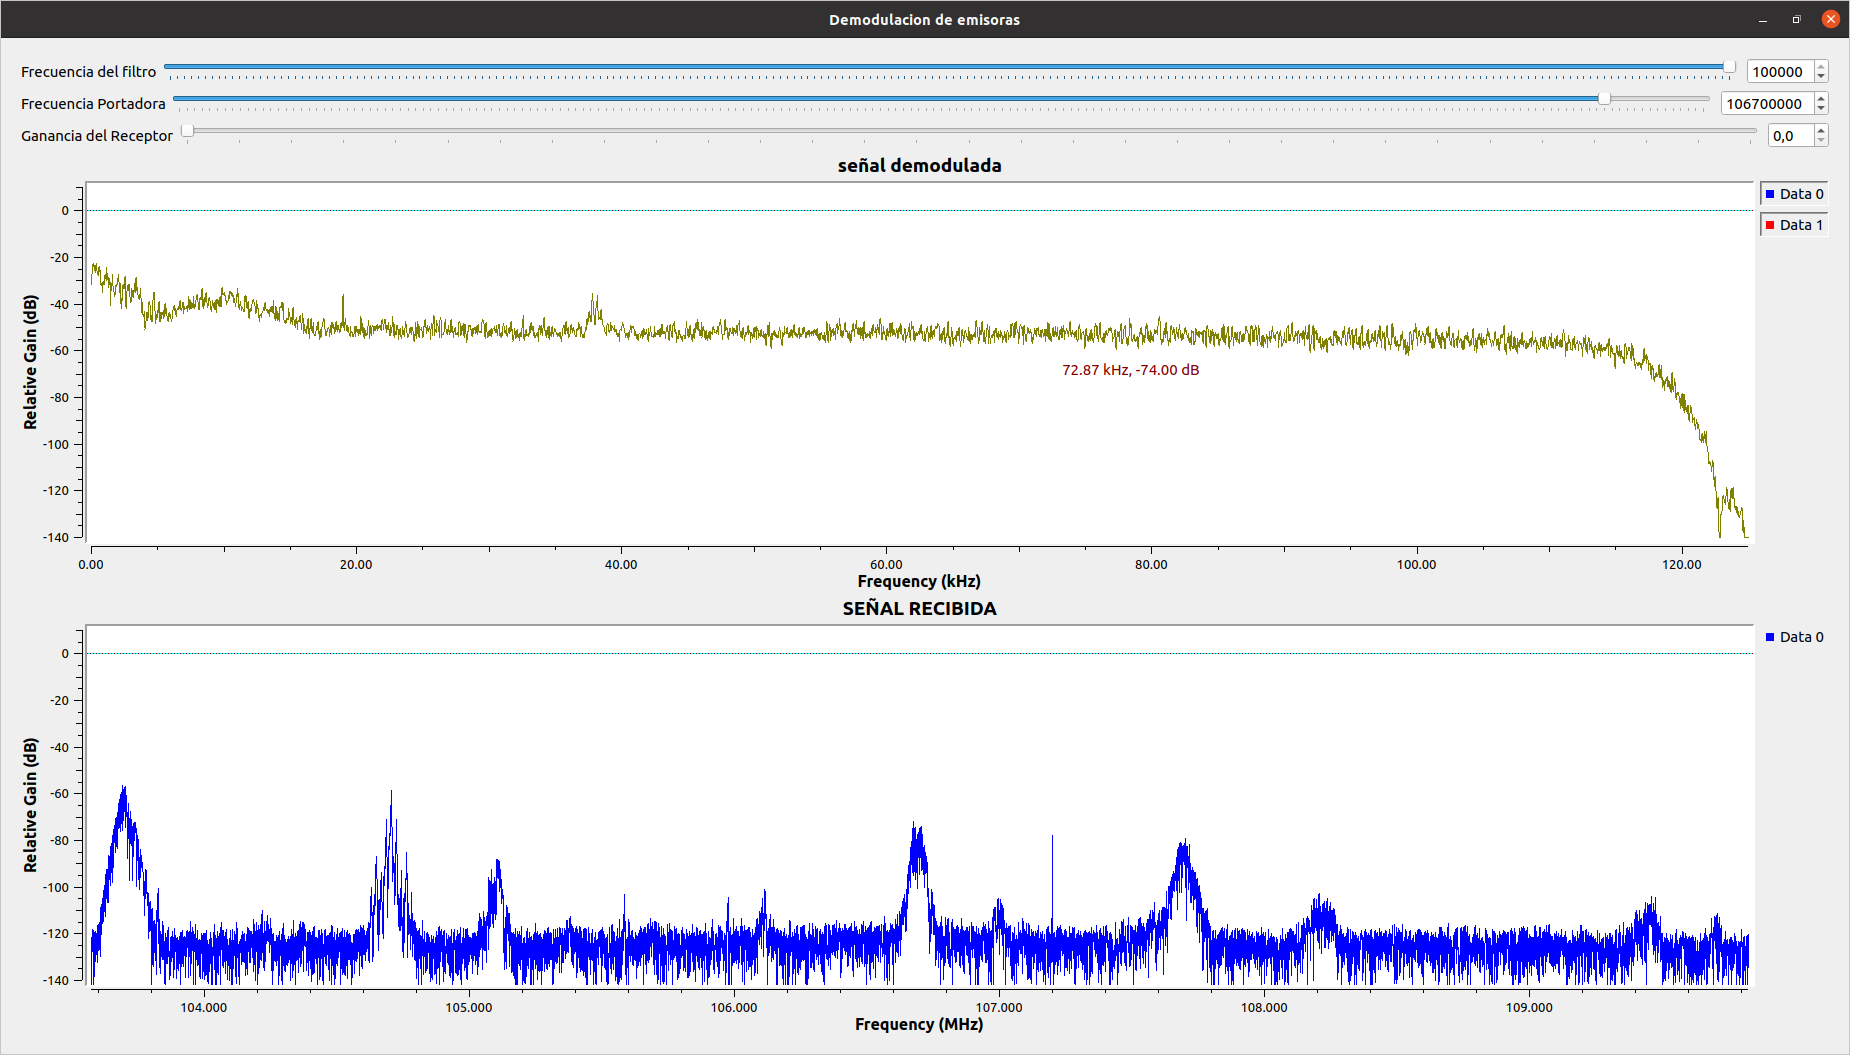 Demodulacion de emisoras
Frecuencia del filtro 100000
Frecuencia Portadora 106700000
Ganancia del Receptor 0,0
señal demodulada
Data 0
Data 1
Relative Gain (dB)
0
-20
-40
-60
-80
-100
-120
-140
72.87 kHz, -74.00 dB
0.00 20.00 40.00 60.00 80.00 100.00 120.00
Frequency (kHz)
SEÑAL RECIBIDA
Data 0
Relative Gain (dB)
0
-20
-40
-60
-80
-100
-120
-140
104.000 105.000 106.000 107.000 108.000 109.000
Frequency (MHz)